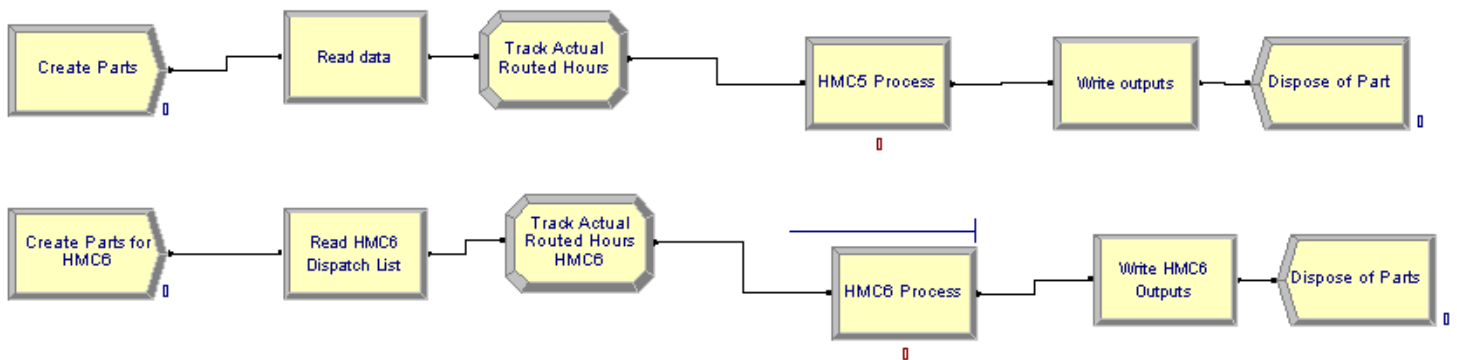 Create Parts
Read data
Track Actual
Routed Hours
HMC5 Process
Write outputs
Dispose of Part
0
0
0
Create Parts for
HMC6
Read HMC6
Dispatch List
Track Actual
Routed Hours
HMC6
HMC6 Process
Write HMC6
Outputs
Dispose of Parts
0
0
0